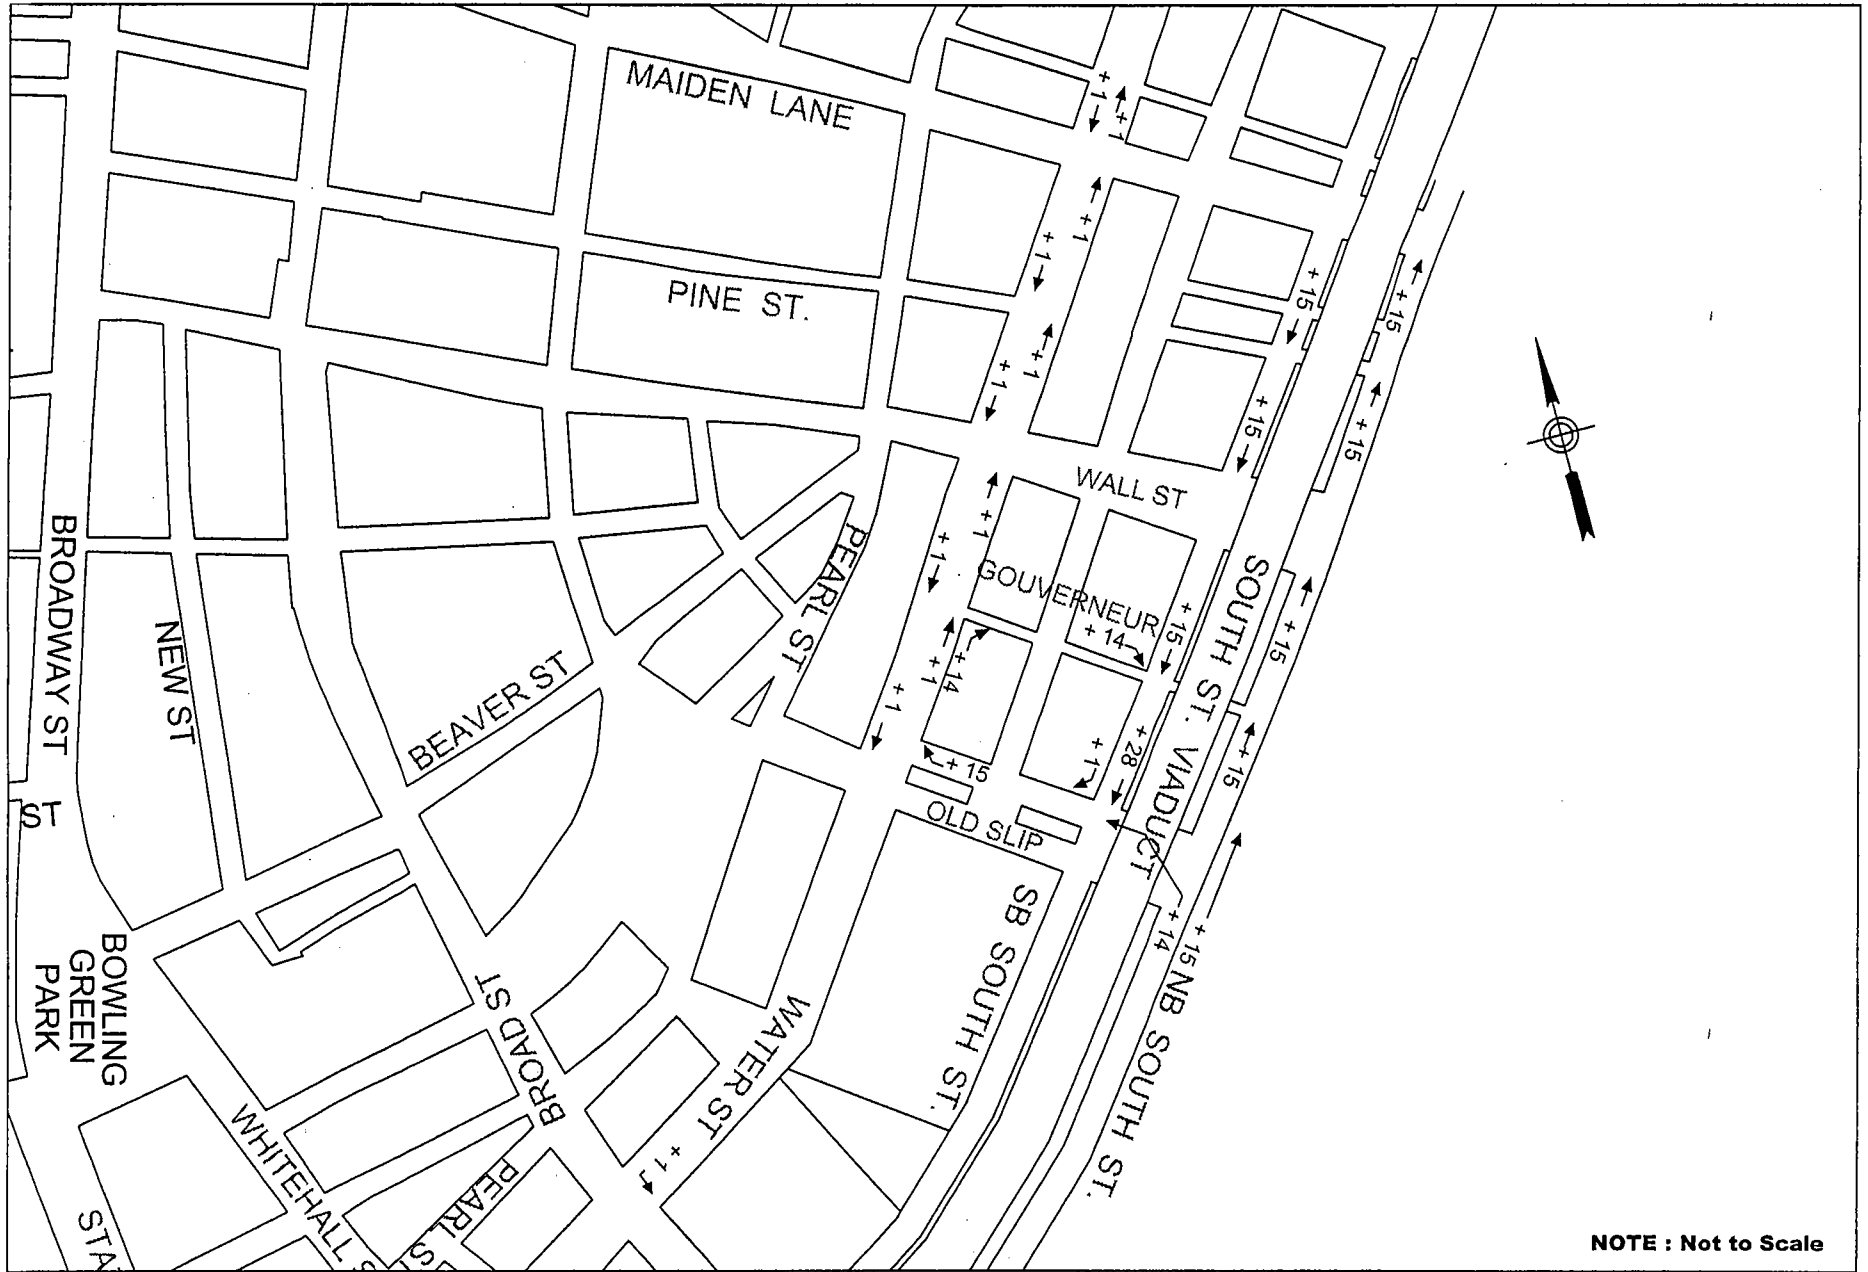 MAIDEN LANE
+ 1
+ 1
+ 1
+ 1
PINE ST.
+ 15
+ 15
+ 1
+ 1
+ 15
+ 15
WALL ST
+ 1
+ 1
PEARL ST
GOUVERNEUR
+ 14
+ 15
SOUTH ST. VIADUCT
+ 15
BROADWAY ST
NEW ST
BEAVER ST
+ 1
+ 1
+ 14
+ 1
+ 28
+ 15
+ 15
ST
OLD SLIP
+ 14
+ 15
NB SOUTH ST.
SB SOUTH ST.
BOWLING
GREEN
PARK
BROAD ST
WATER ST
+ 1
WHITEHALL S
PEARL S
STA
NOTE : Not to Scale